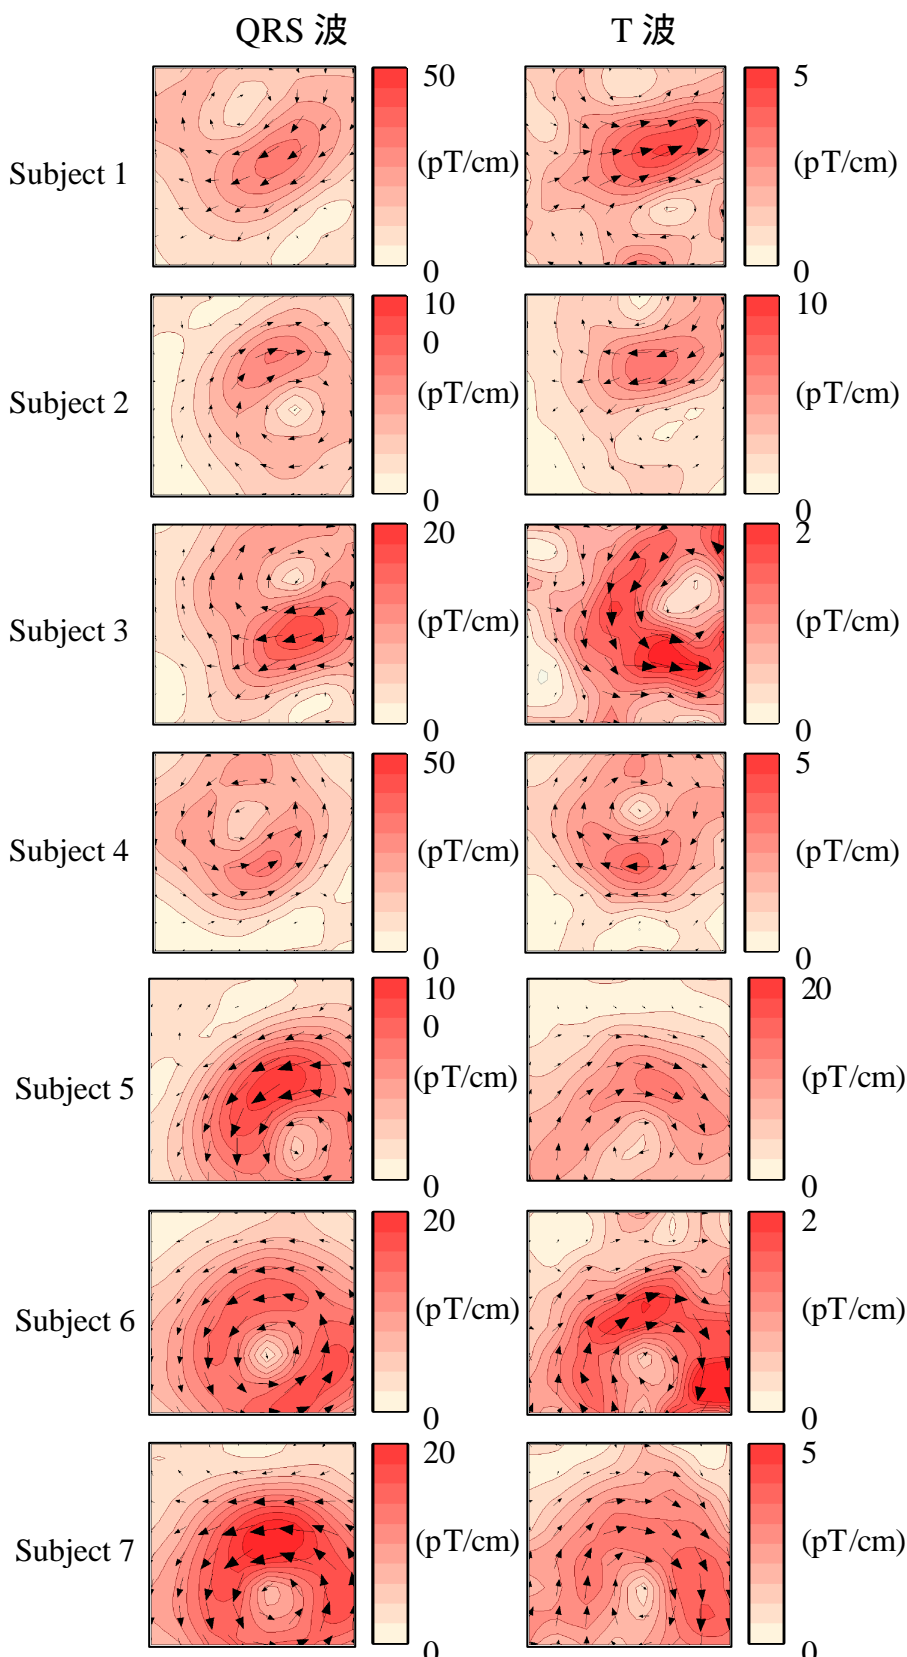 QRS 波 T 波
50 5
Subject 1 (pT/cm) (pT/cm)
0 0
10
0 10
Subject 2 (pT/cm) (pT/cm)
0 0
20 2
Subject 3 (pT/cm) (pT/cm)
0 0
50 5
Subject 4 (pT/cm) (pT/cm)
0 0
10
0 20
Subject 5 (pT/cm) (pT/cm)
0 0
20 2
Subject 6 (pT/cm) (pT/cm)
0 0
20 5
Subject 7 (pT/cm) (pT/cm)
0 0